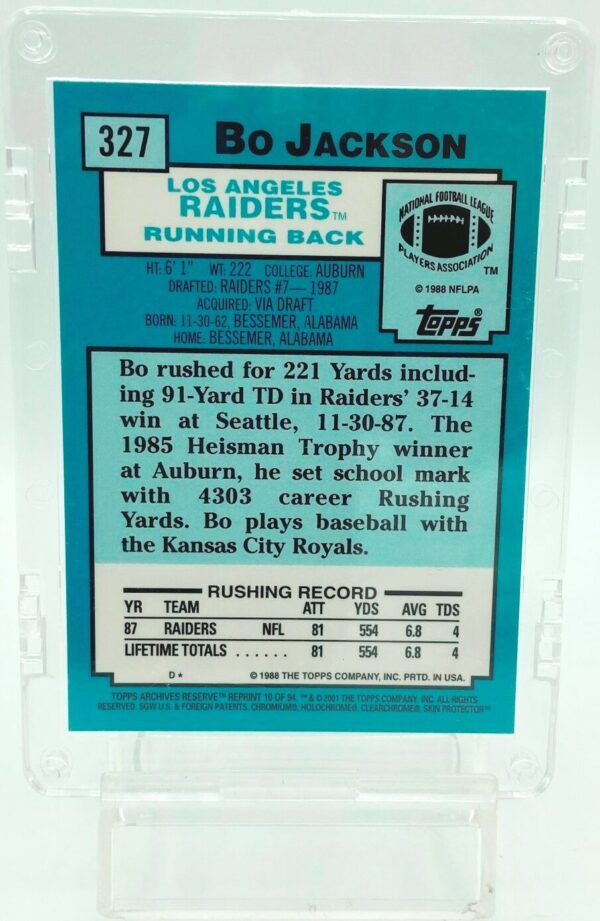 327
BO JACKSON
LOS ANGELES
RAIDERS™
RUNNING BACK
NATIONAL FOOTBALL LEAGUE
PLAYERS ASSOCIATION™
© 1988 NFLPA
TOPPS®
HT: 6' 1" WT: 222 COLLEGE: AUBURN
DRAFTED: RAIDERS #7—1987
ACQUIRED: VIA DRAFT
BORN: 11-30-62, BESSEMER, ALABAMA
HOME: BESSEMER, ALABAMA
Bo rushed for 221 Yards includ-
ing 91-Yard TD in Raiders' 37-14
win at Seattle, 11-30-87. The
1985 Heisman Trophy winner
at Auburn, he set school mark
with 4303 career Rushing
Yards. Bo plays baseball with
the Kansas City Royals.
RUSHING RECORD
YR TEAM ATT YDS AVG TDS
87 RAIDERS NFL 81 554 6.8 4
LIFETIME TOTALS ...... 81 554 6.8 4
D* © 1988 THE TOPPS COMPANY, INC. PRTD. IN USA.
TOPPS ARCHIVES RESERVE™ REPRINT 10 OF 94. ™ & © 2001 THE TOPPS COMPANY, INC. ALL RIGHTS
RESERVED. SGW U.S. & FOREIGN PATENTS. CHROMIUM®, HOLOCHROME®, CLEARCHROME®, SKIN PROTECTOR™